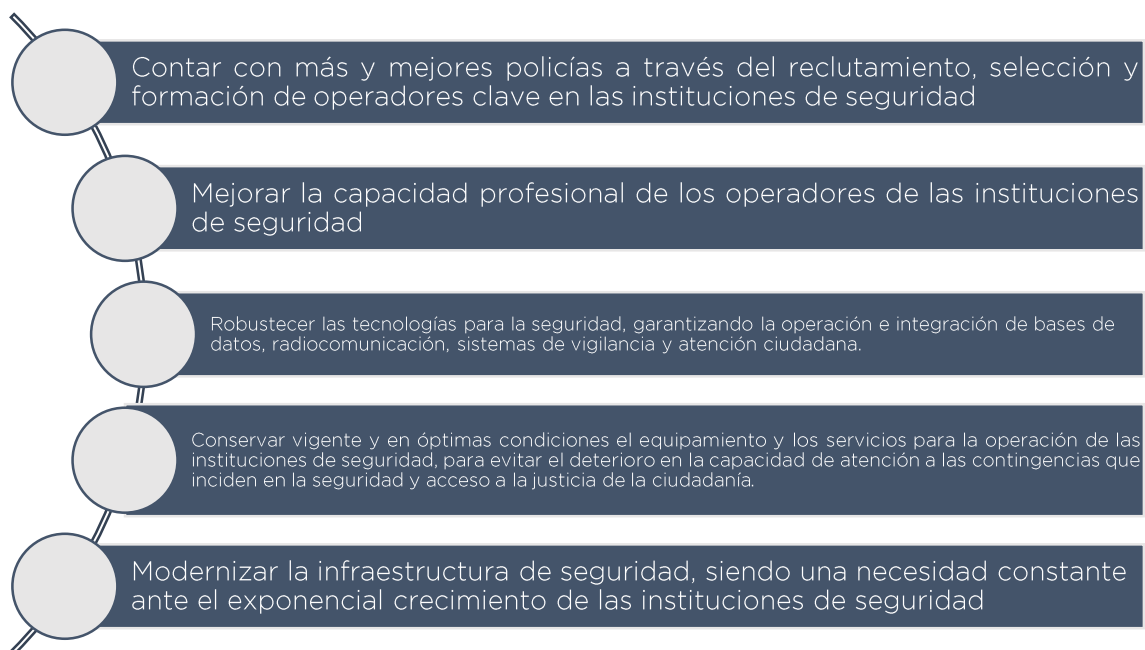 Contar con más y mejores policías a través del reclutamiento, selección y
formación de operadores clave en las instituciones de seguridad
Mejorar la capacidad profesional de los operadores de las instituciones
de seguridad
Robustecer las tecnologías para la seguridad, garantizando la operación e integración de bases de
datos, radiocomunicación, sistemas de vigilancia y atención ciudadana.
Conservar vigente y en óptimas condiciones el equipamiento y los servicios para la operación de las
instituciones de seguridad, para evitar el deterioro en la capacidad de atención a las contingencias que
inciden en la seguridad y acceso a la justicia de la ciudadanía.
Modernizar la infraestructura de seguridad, siendo una necesidad constante
ante el exponencial crecimiento de las instituciones de seguridad